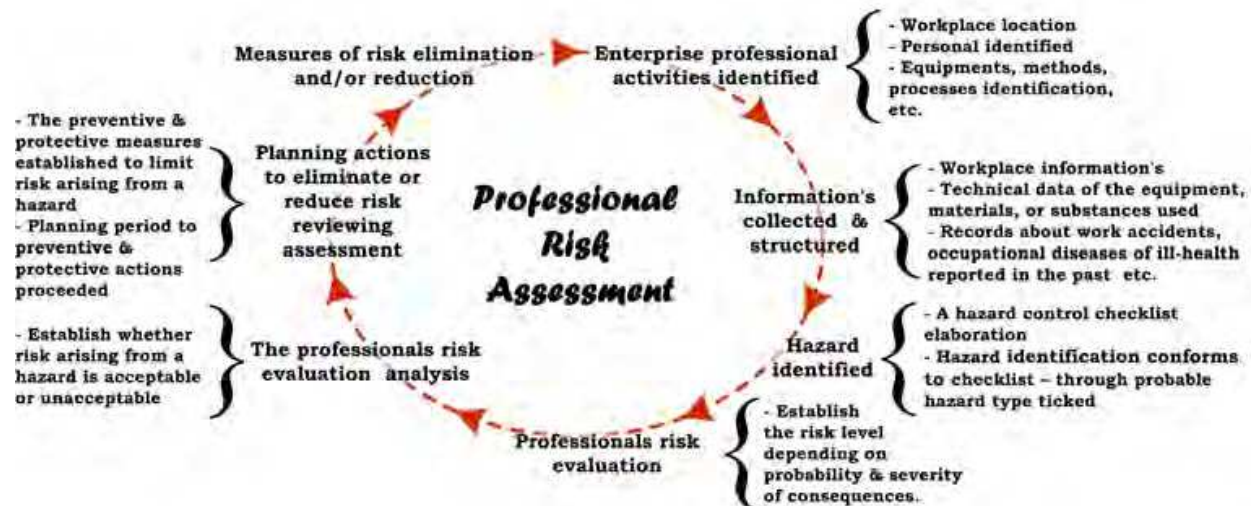 Measures of risk elimination
and/or reduction
Enterprise professional
activities identified
- Workplace location
- Personal identified
- Equipments, methods,
processes identification,
etc.
Information's
collected &
structured
- Workplace information's
- Technical data of the equipment,
materials, or substances used
- Records about work accidents,
occupational diseases of ill-health
reported in the past etc.
Hazard
identified
- A hazard control checklist
elaboration
- Hazard identification conforms
to checklist – through probable
hazard type ticked
Professionals risk
evaluation
- Establish
the risk level
depending on
probability & severity
of consequences.
The professionals risk
evaluation analysis
- Establish whether
risk arising from a
hazard is acceptable
or unacceptable
Planning actions
to eliminate or
reduce risk
reviewing
assessment
- The preventive &
protective measures
established to limit
risk arising from a
hazard
- Planning period to
preventive &
protective actions
proceeded
Professional
Risk
Assessment